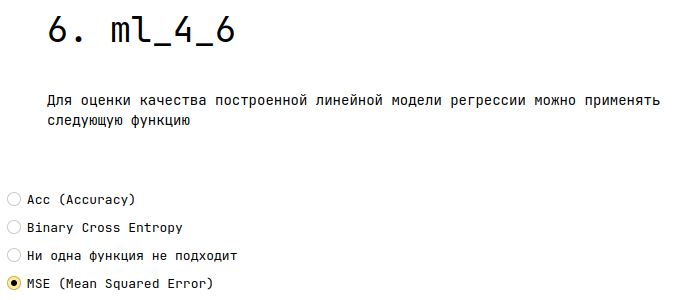 6. ml_4_6
Для оценки качества построенной линейной модели регрессии можно применять
следующую функцию
Acc (Accuracy)
Binary Cross Entropy
Ни одна функция не подходит
MSE (Mean Squared Error)